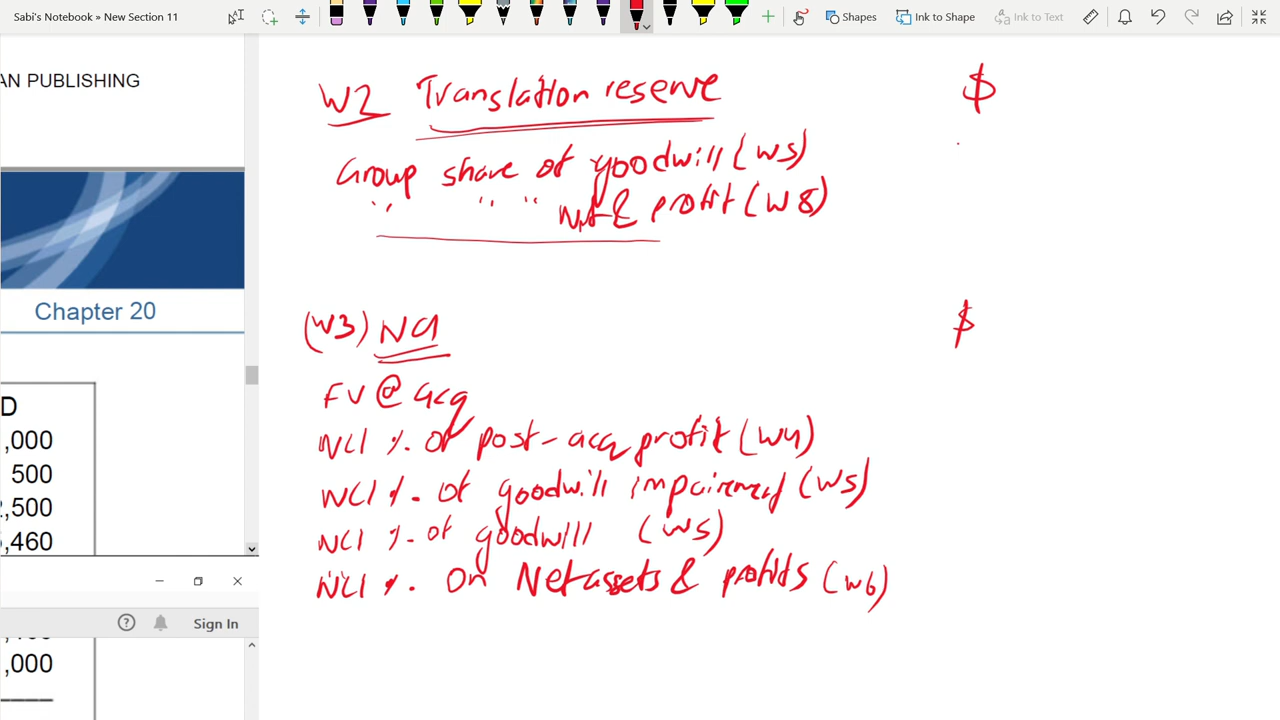 Sabi's Notebook » New Section 11
Shapes
Ink to Shape
Ink to Text
AN PUBLISHING
Chapter 20
D
,000
500
2,500
,460
Sign In
,000
W2 Translation reserve $
Group share of goodwill (W5)
" " " NA & profit (W8)
(W3) NCI $
FV @ acq
NCI % of post-acq profit (W4)
NCI % of goodwill impairment (W5)
NCI % of goodwill (W5)
NCI % on Net assets & profits (W6)